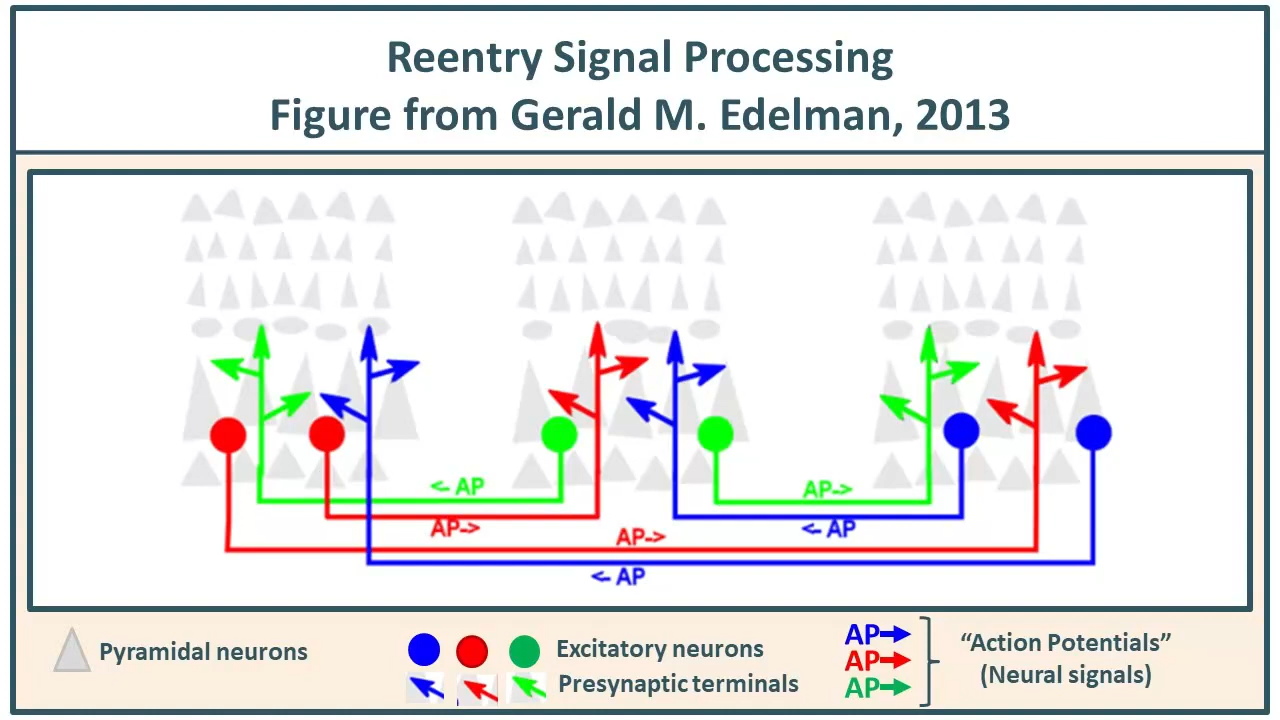 Reentry Signal Processing
Figure from Gerald M. Edelman, 2013
<- AP
AP->
AP->
<- AP
AP->
<- AP
Pyramidal neurons
Excitatory neurons
Presynaptic terminals
AP
AP
AP
“Action Potentials”
(Neural signals)